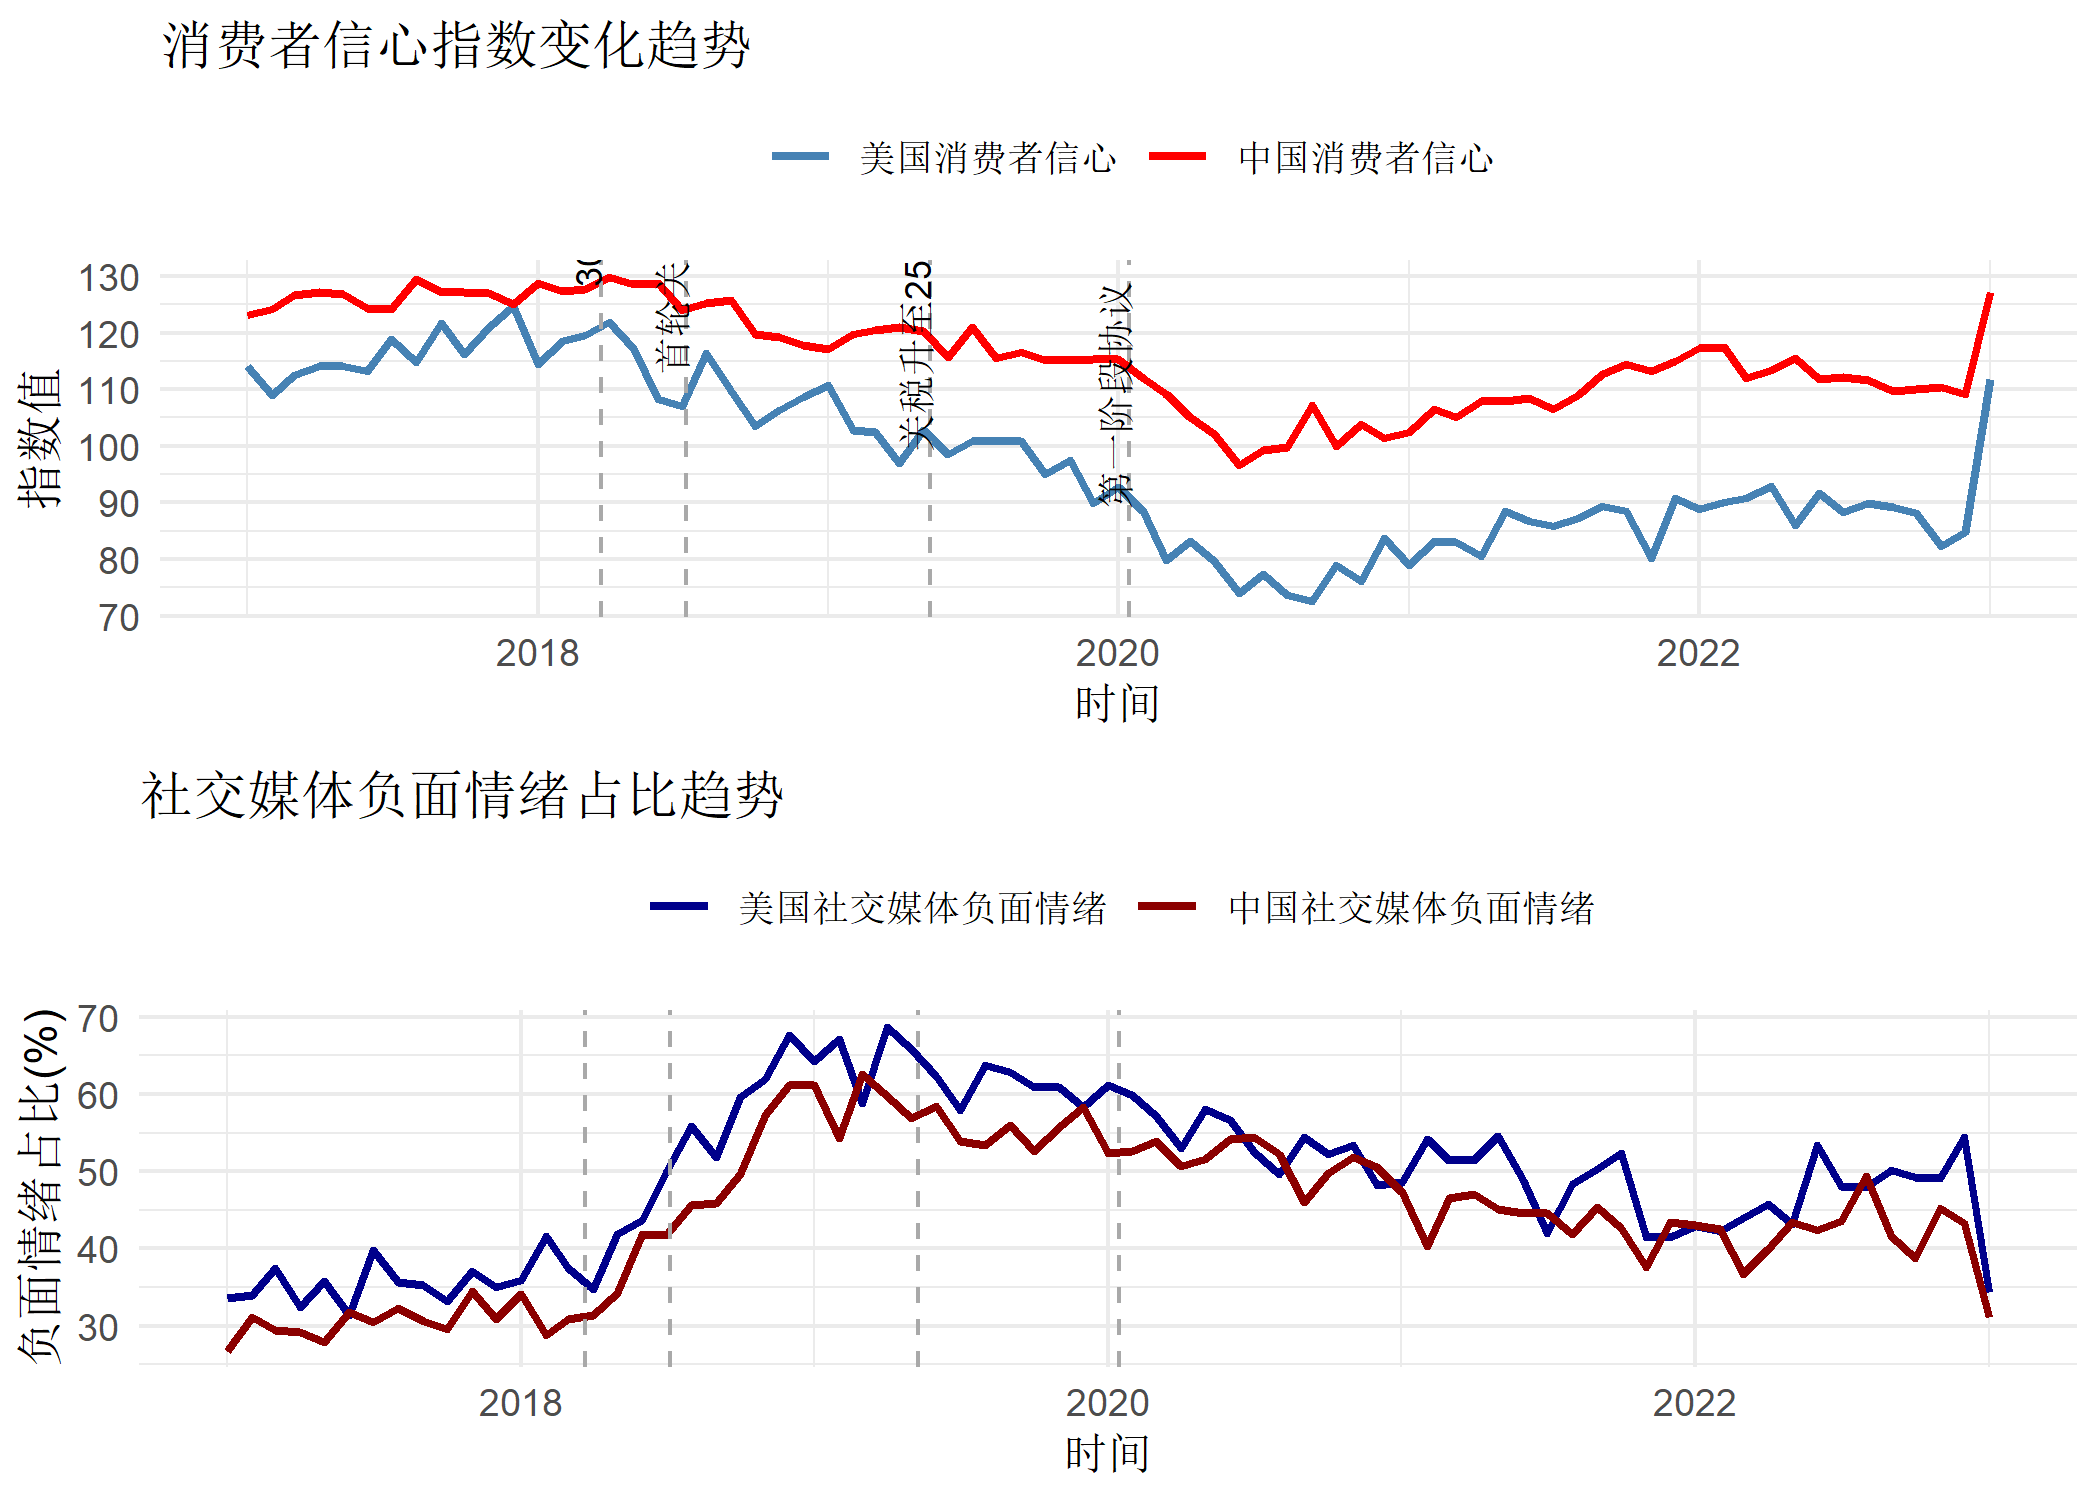 消费者信心指数变化趋势
美国消费者信心 中国消费者信心
指数值
130
120
110
100
90
80
70
30
首轮关
关税升至25
第一阶段协议
2018 2020 2022
时间
社交媒体负面情绪占比趋势
美国社交媒体负面情绪 中国社交媒体负面情绪
负面情绪占比(%)
70
60
50
40
30
2018 2020 2022
时间